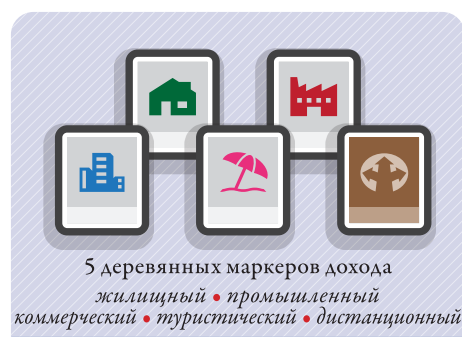 5 деревянных маркеров дохода
жилищный • промышленный
коммерческий • туристический • дистанционный